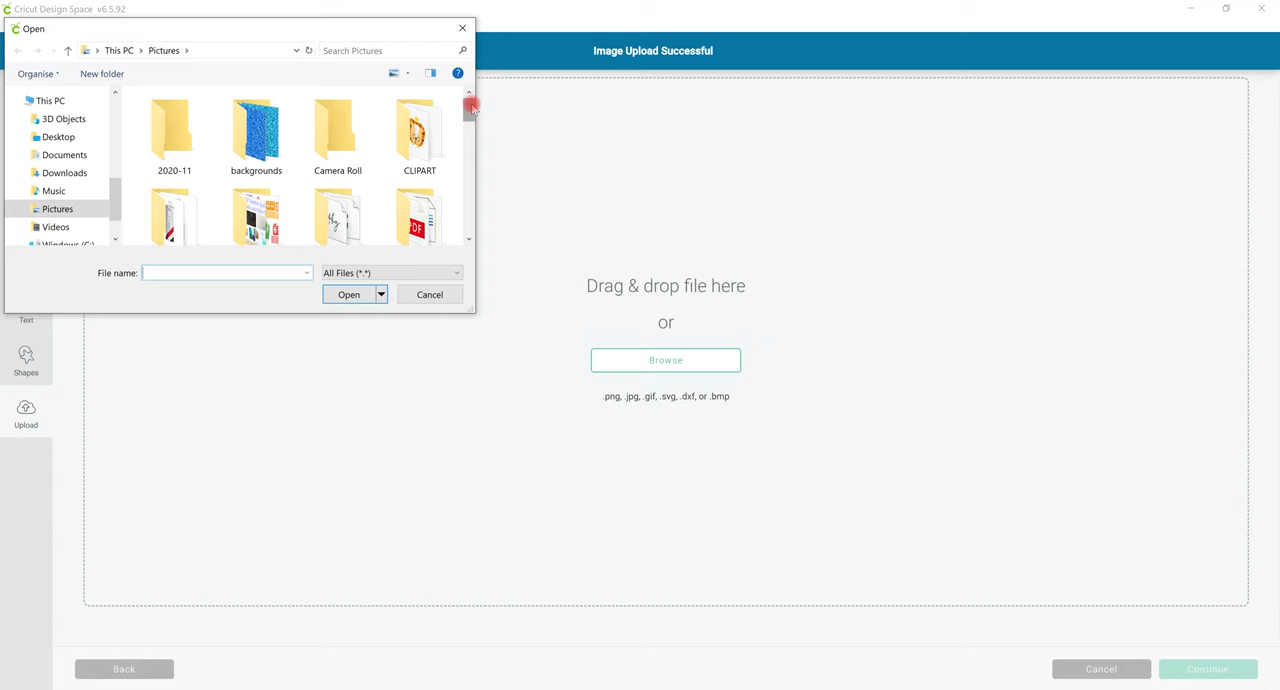 Cricut Design Space v6.5.92
Open
This PC > Pictures >
Search Pictures
Image Upload Successful
Organise
New folder
This PC
3D Objects
Desktop
Documents
Downloads
Music
Pictures
Videos
Windows (C:)
2020-11
backgrounds
Camera Roll
CLIPART
PDF
File name:
All Files (*.*)
Open
Cancel
Text
Shapes
Upload
Drag & drop file here
or
Browse
.png, .jpg, .gif, .svg, .dxf, or .bmp
Back
Cancel
Continue